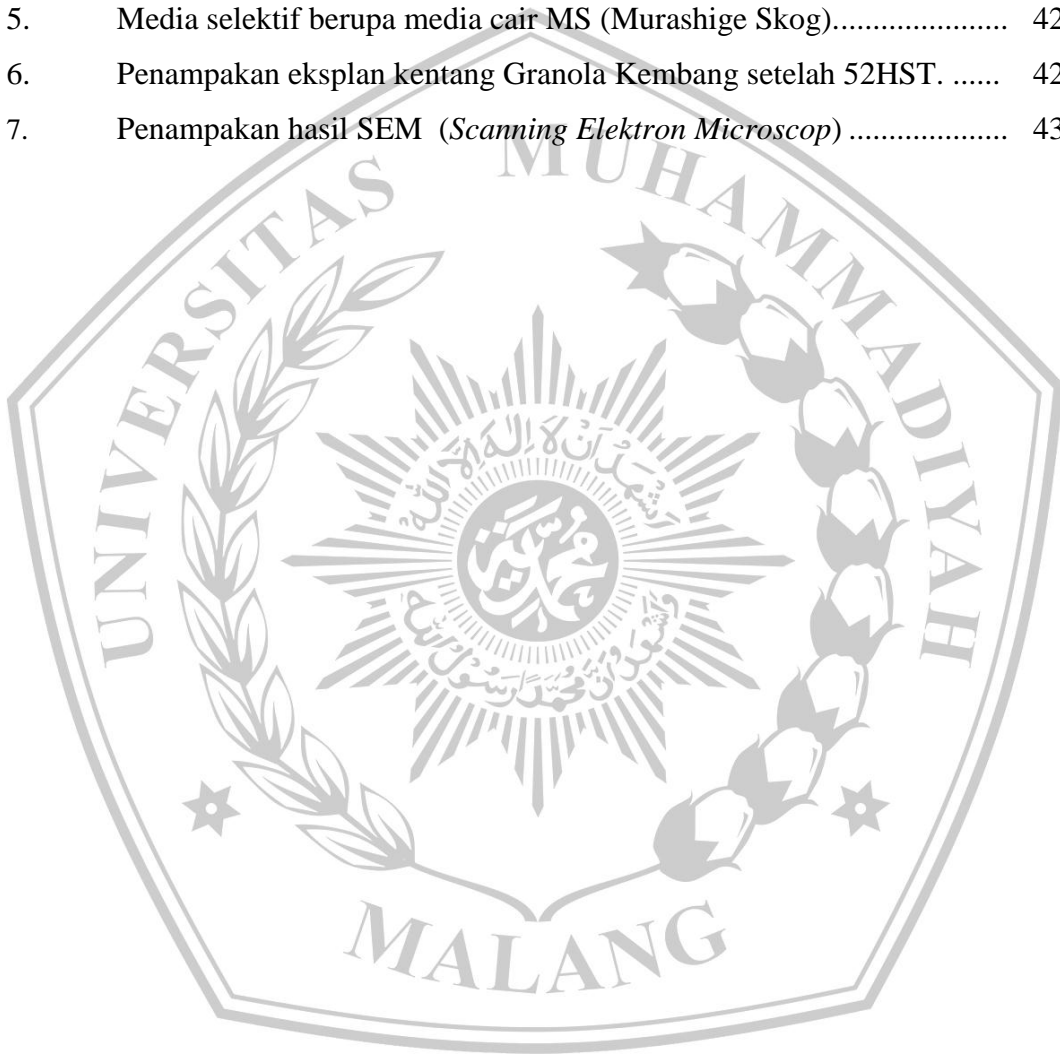 5. Media selektif berupa media cair MS (Murashige Skog)..................... 42
6. Penampakan eksplan kentang Granola Kembang setelah 52HST. ...... 42
7. Penampakan hasil SEM (Scanning Elektron Microscop) ................... 43
UNIVERSITAS MUHAMMADIYAH
MALANG